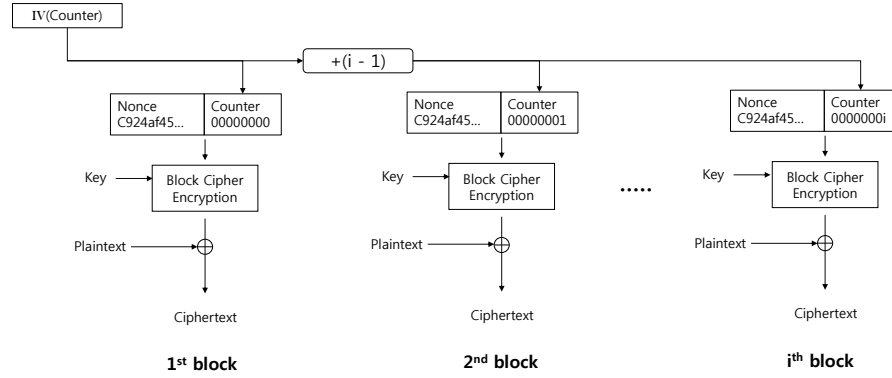 IV(Counter)
+(i - 1)
Nonce
C924af45...
Counter
00000000
Nonce
C924af45...
Counter
00000001
Nonce
C924af45...
Counter
0000000i
Key
Block Cipher
Encryption
Key
Block Cipher
Encryption
.....
Key
Block Cipher
Encryption
Plaintext
Plaintext
Plaintext
Ciphertext
Ciphertext
Ciphertext
1st block
2nd block
ith block